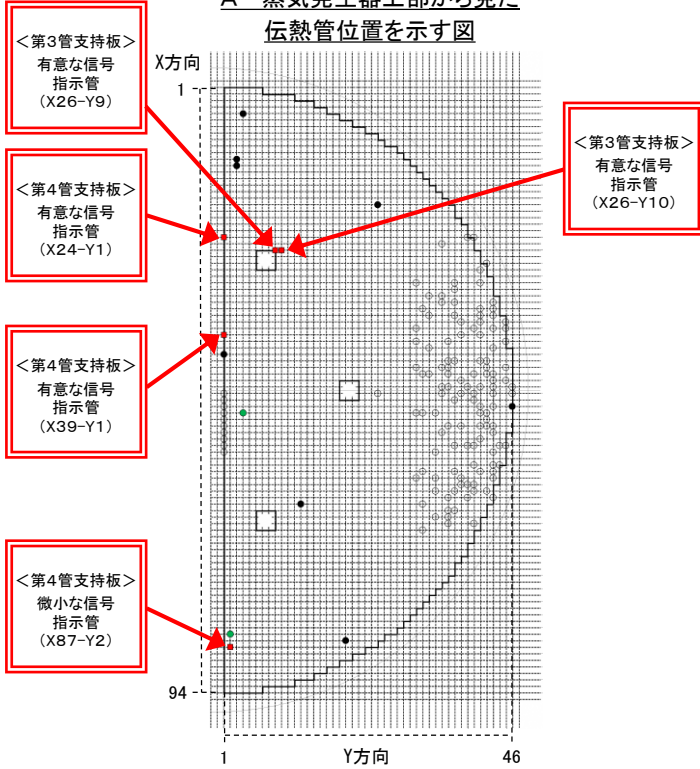 伝熱管位置を示す図
<第3管支持板>
有意な信号
指示管
(X26-Y9)
X方向
1
<第3管支持板>
有意な信号
指示管
(X26-Y10)
<第4管支持板>
有意な信号
指示管
(X24-Y1)
<第4管支持板>
有意な信号
指示管
(X39-Y1)
<第4管支持板>
微小な信号
指示管
(X87-Y2)
94
1
Y方向
46